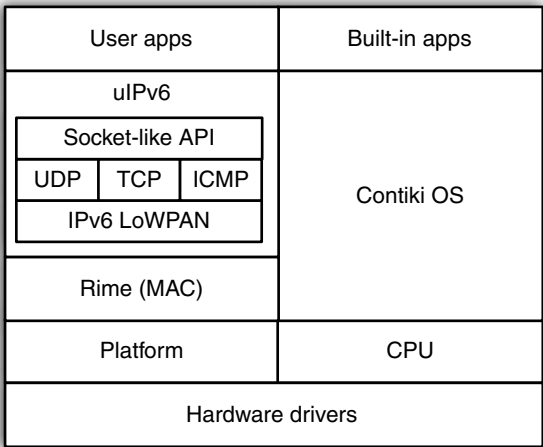 User apps
Built-in apps
uIPv6
Socket-like API
UDP
TCP
ICMP
IPv6 LoWPAN
Contiki OS
Rime (MAC)
Platform
CPU
Hardware drivers